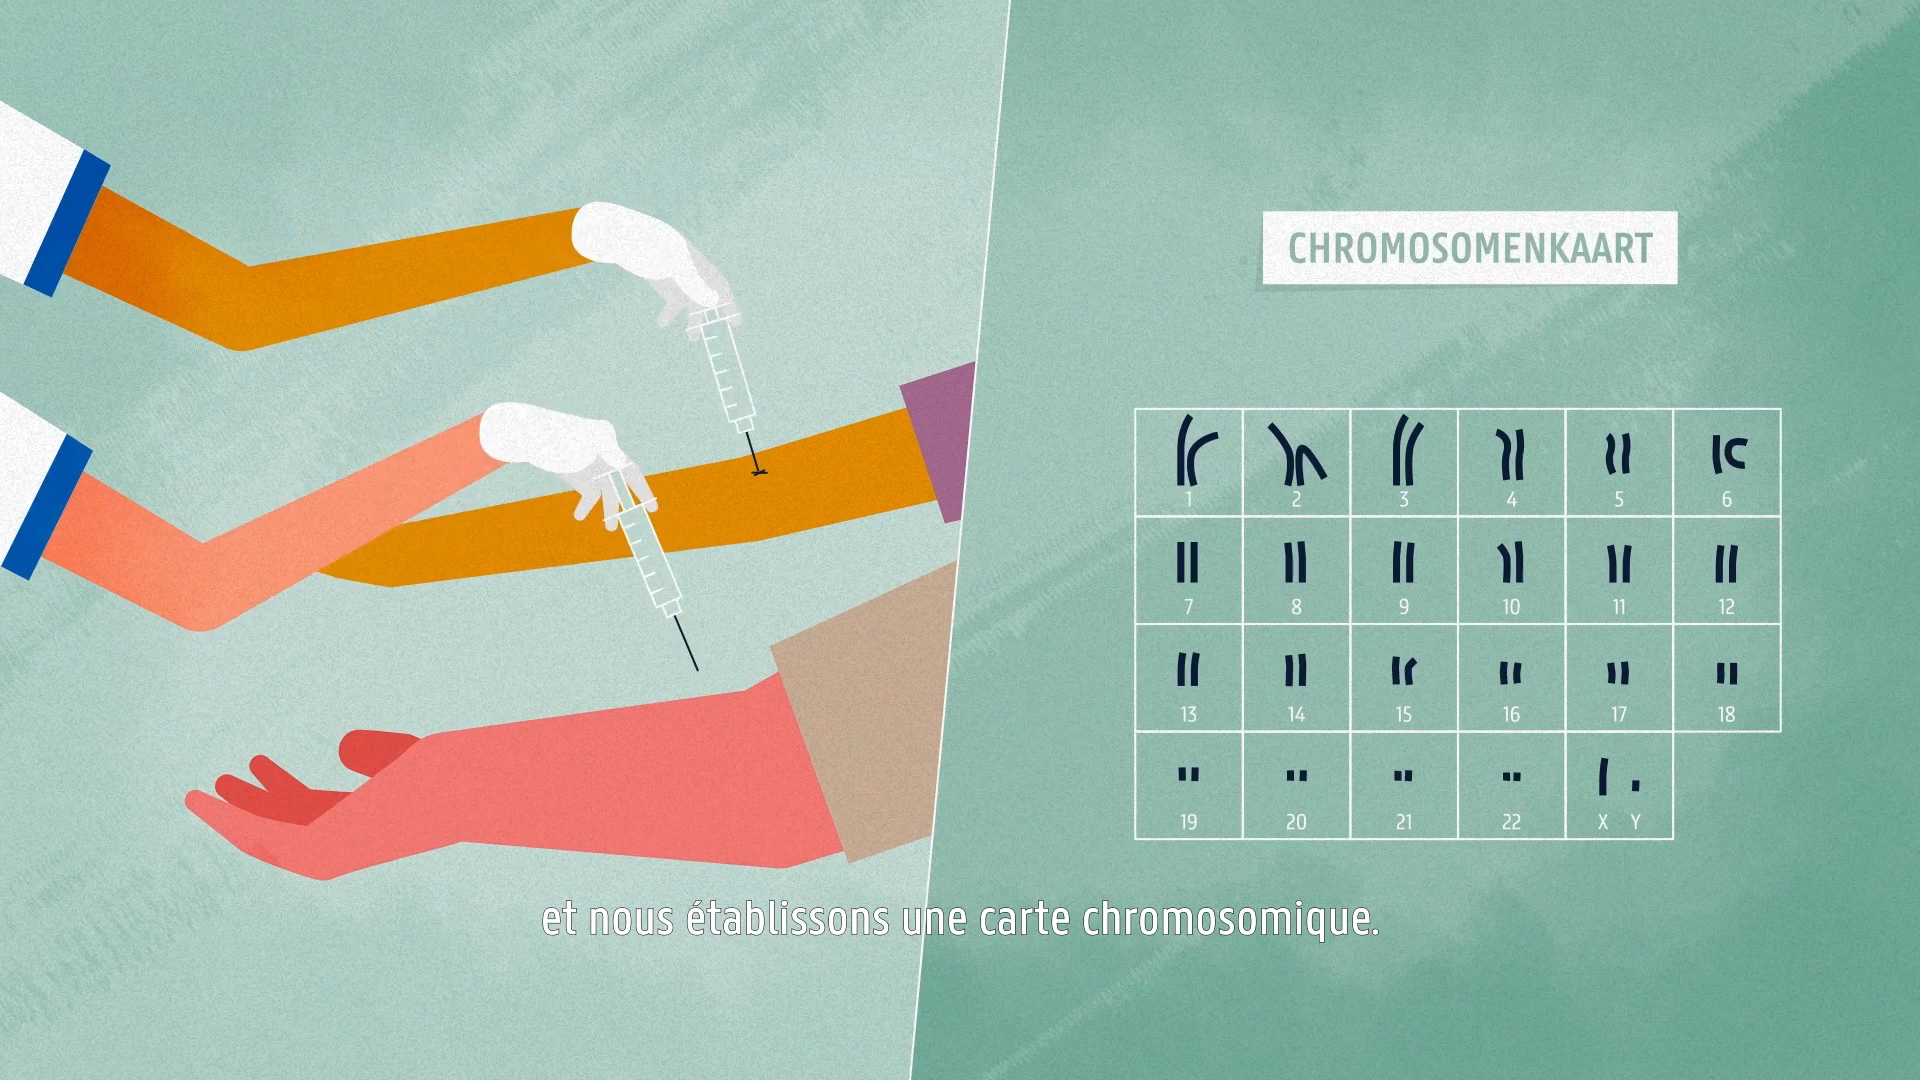 CHROMOSOMENKAART
1 2 3 4 5 6
7 8 9 10 11 12
13 14 15 16 17 18
19 20 21 22 X Y
et nous établissons une carte chromosomique.